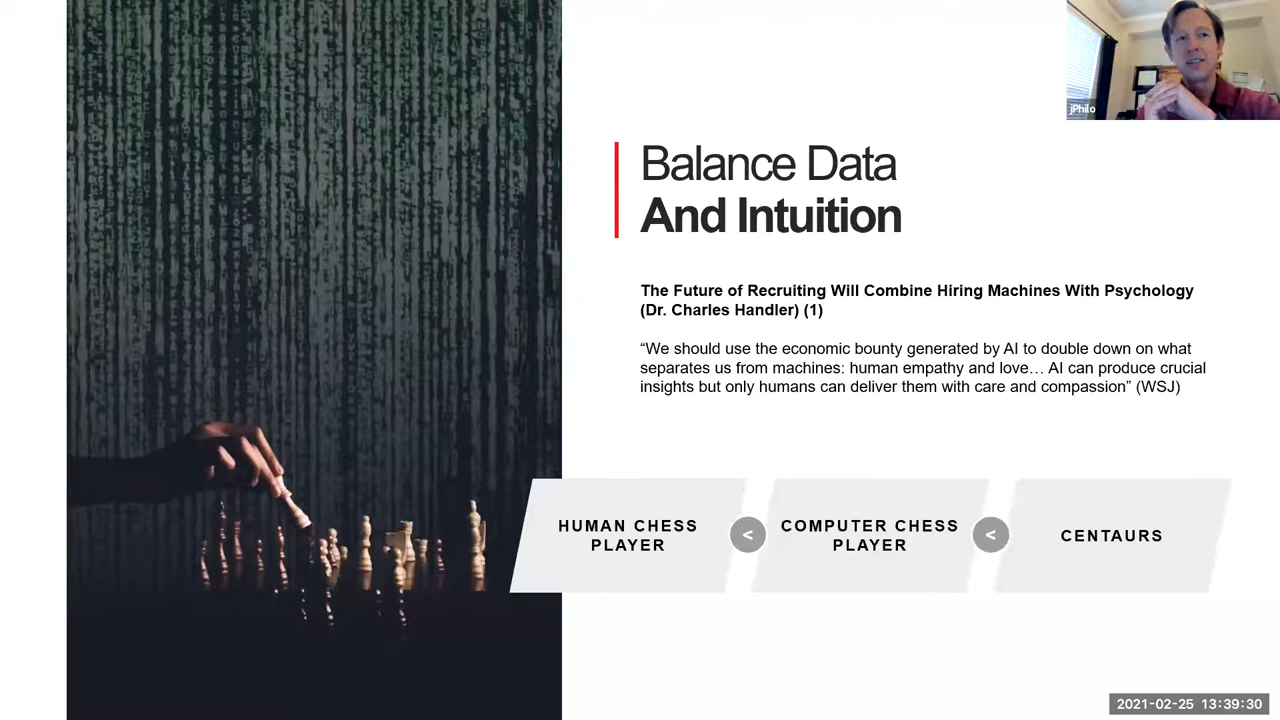 jPhilo
Balance Data
And Intuition
The Future of Recruiting Will Combine Hiring Machines With Psychology
(Dr. Charles Handler) (1)
“We should use the economic bounty generated by AI to double down on what
separates us from machines: human empathy and love… AI can produce crucial
insights but only humans can deliver them with care and compassion” (WSJ)
HUMAN CHESS
PLAYER
<
COMPUTER CHESS
PLAYER
<
CENTAURS
2021-02-25 13:39:30